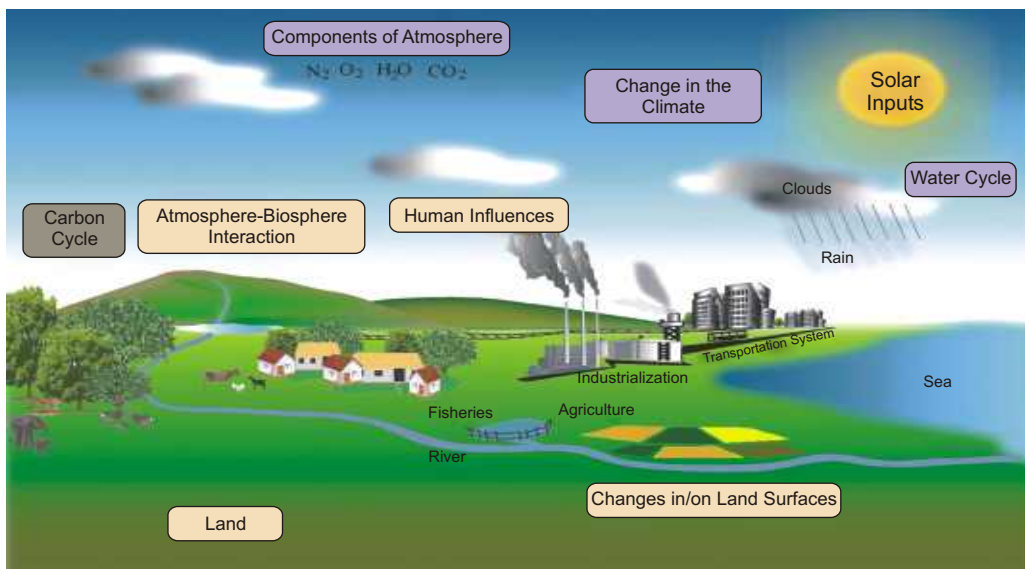 Components of Atmosphere
N₂ O₂ H₂O CO₂
Change in the
Climate
Solar
Inputs
Clouds
Water Cycle
Carbon
Cycle
Atmosphere-Biosphere
Interaction
Human Influences
Rain
Transportation System
Industrialization
Sea
Fisheries
Agriculture
River
Changes in/on Land Surfaces
Land